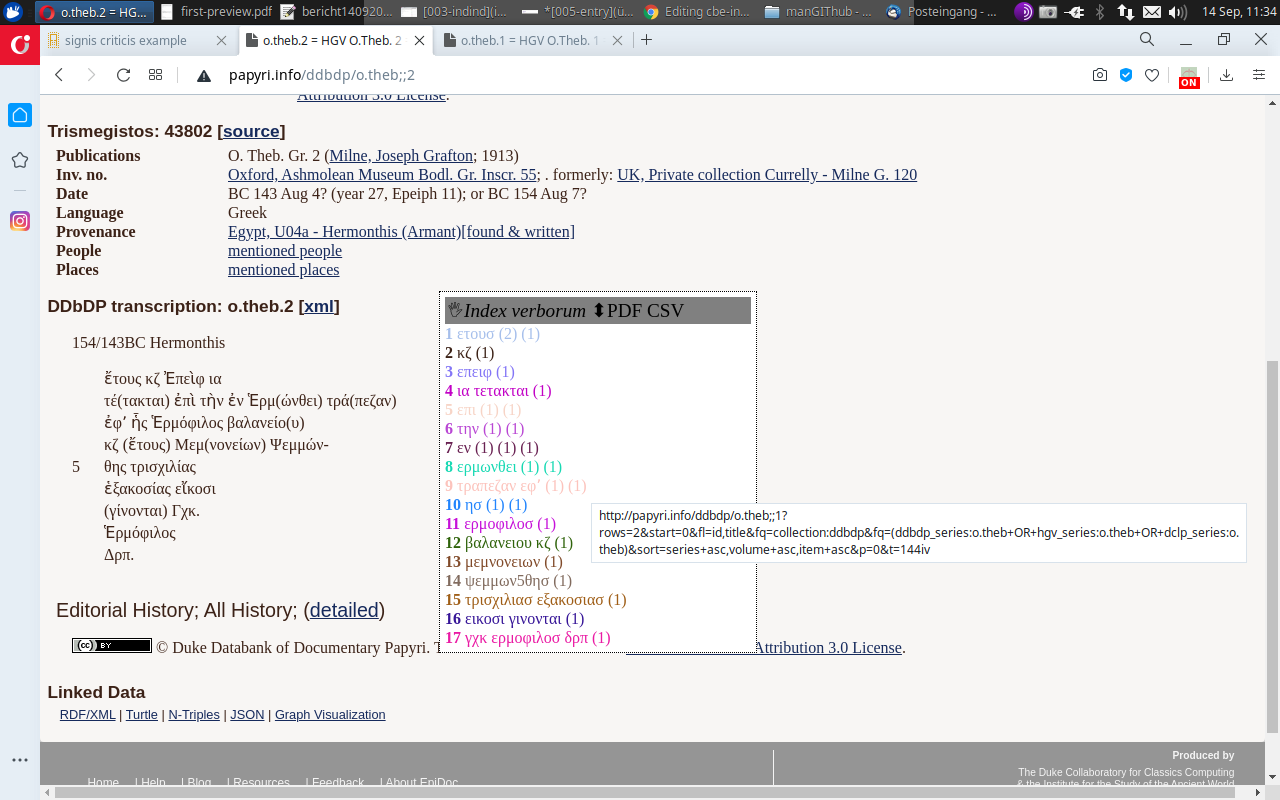 o.theb.2 = HG...
first-preview.pdf
bericht140920...
[003-indind](i...
*[005-entry](ü...
Editing cbe-in...
manGIThub - ...
Posteingang - ...
14 Sep, 11:34
signis criticis example
o.theb.2 = HGV O.Theb. 2
o.theb.1 = HGV O.Theb. 1
papyri.info/ddbdp/o.theb;;2
ON
Attribution 3.0 License.
Trismegistos: 43802 [source]
Publications O. Theb. Gr. 2 (Milne, Joseph Grafton; 1913)
Inv. no. Oxford, Ashmolean Museum Bodl. Gr. Inscr. 55; . formerly: UK, Private collection Currelly - Milne G. 120
Date BC 143 Aug 4? (year 27, Epeiph 11); or BC 154 Aug 7?
Language Greek
Provenance Egypt, U04a - Hermonthis (Armant)[found & written]
People mentioned people
Places mentioned places
DDbDP transcription: o.theb.2 [xml]
154/143BC Hermonthis
ἔτους κζ Ἐπεὶφ ια
τέ(τακται) ἐπὶ τὴν ἐν Ἑρμ(ώνθει) τρά(πεζαν)
ἐφʼ ἧς Ἑρμόφιλος βαλανείο(υ)
κζ (ἔτους) Μεμ(νονείων) Ψεμμών-
5 θης τρισχιλίας
ἑξακοσίας εἴκοσι
(γίνονται) Γχκ.
Ἑρμόφιλος
Δρπ.
Index verborum ⬍PDF CSV
1 ετουσ (2) (1)
2 κζ (1)
3 επειφ (1)
4 ια τετακται (1)
5 επι (1) (1)
6 την (1) (1)
7 εν (1) (1) (1)
8 ερμωνθει (1) (1)
9 τραπεζαν εφʼ (1) (1)
10 ησ (1) (1)
11 ερμοφιλοσ (1)
12 βαλανειου κζ (1)
13 μεμνονειων (1)
14 ψεμμων5θησ (1)
15 τρισχιλιασ εξακοσιασ (1)
16 εικοσι γινονται (1)
17 γχκ ερμοφιλοσ δρπ (1)
http://papyri.info/ddbdp/o.theb;;1?
rows=2&start=0&fl=id,title&fq=collection:ddbdp&fq=(ddbdp_series:o.theb+OR+hgv_series:o.theb+OR+dclp_series:o.
theb)&sort=series+asc,volume+asc,item+asc&p=0&t=144iv
Editorial History; All History; (detailed)
(cc) BY © Duke Databank of Documentary Papyri. Attribution 3.0 License.
Linked Data
RDF/XML | Turtle | N-Triples | JSON | Graph Visualization
Produced by
The Duke Collaboratory for Classics Computing
& the Institute for the Study of the Ancient World
Home | Help | Blog | Resources | Feedback | About EpiDoc